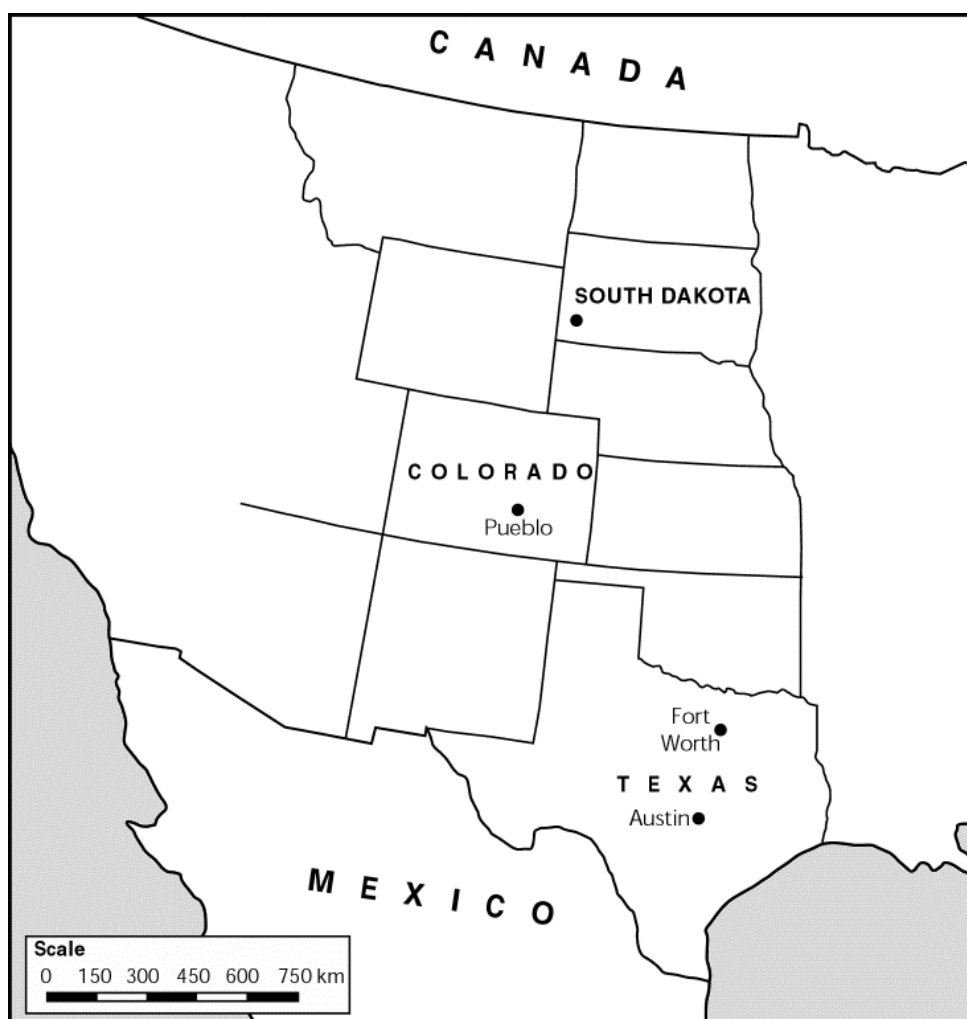 CANADA
SOUTH DAKOTA
COLORADO
Pueblo
Fort
Worth
TEXAS
Austin
MEXICO
Scale
0 150 300 450 600 750 km